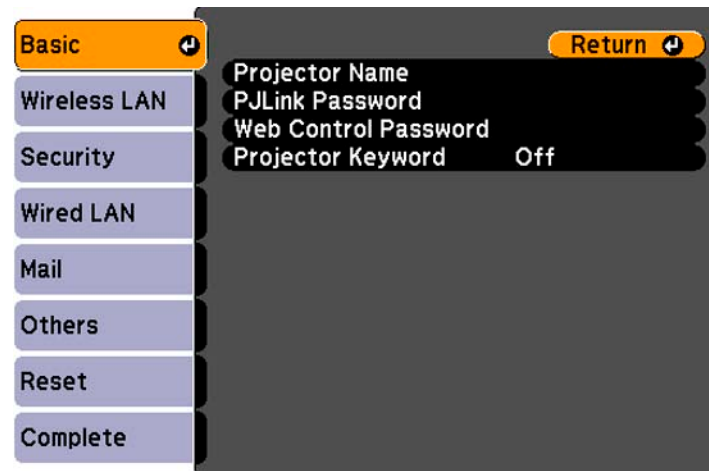 Basic
Wireless LAN
Security
Wired LAN
Mail
Others
Reset
Complete
Return
Projector Name
PJLink Password
Web Control Password
Projector Keyword Off